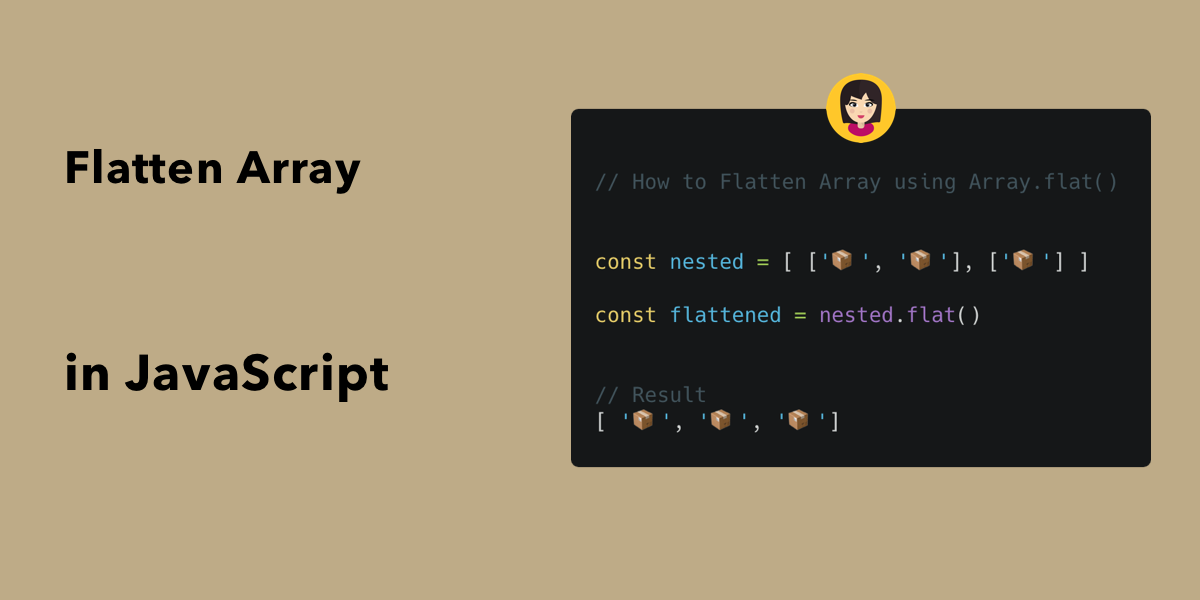 Flatten Array
in JavaScript
// How to Flatten Array using Array.flat()
const nested = [ ['📦 ', '📦 '], ['📦 '] ]
const flattened = nested.flat()
// Result
[ '📦 ', '📦 ', '📦 ']